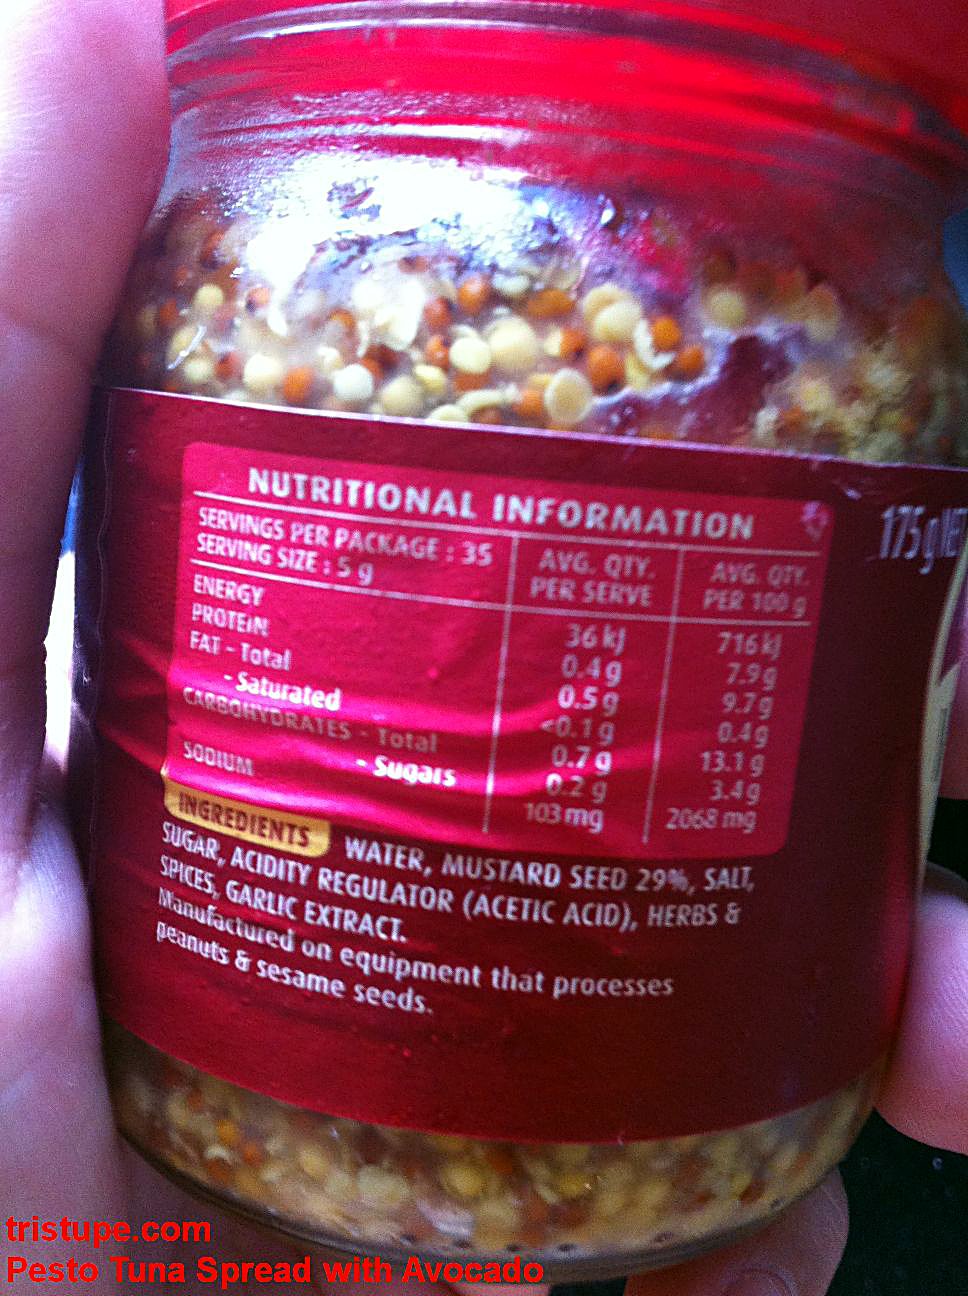 NUTRITIONAL INFORMATION
SERVINGS PER PACKAGE : 35
SERVING SIZE : 5 g
AVG. QTY. PER SERVE
AVG. QTY. PER 100 g
ENERGY 36 kJ 716 kJ
PROTEIN 0.4 g 7.9 g
FAT - Total 0.5 g 9.7 g
- Saturated <0.1 g 0.4 g
CARBOHYDRATES - Total 0.7 g 13.1 g
- Sugars 0.2 g 3.4 g
SODIUM 103 mg 2068 mg
175 g
INGREDIENTS WATER, MUSTARD SEED 29%, SALT,
SUGAR, ACIDITY REGULATOR (ACETIC ACID), HERBS &
SPICES, GARLIC EXTRACT.
Manufactured on equipment that processes
peanuts & sesame seeds.
tristupe.com
Pesto Tuna Spread with Avocado